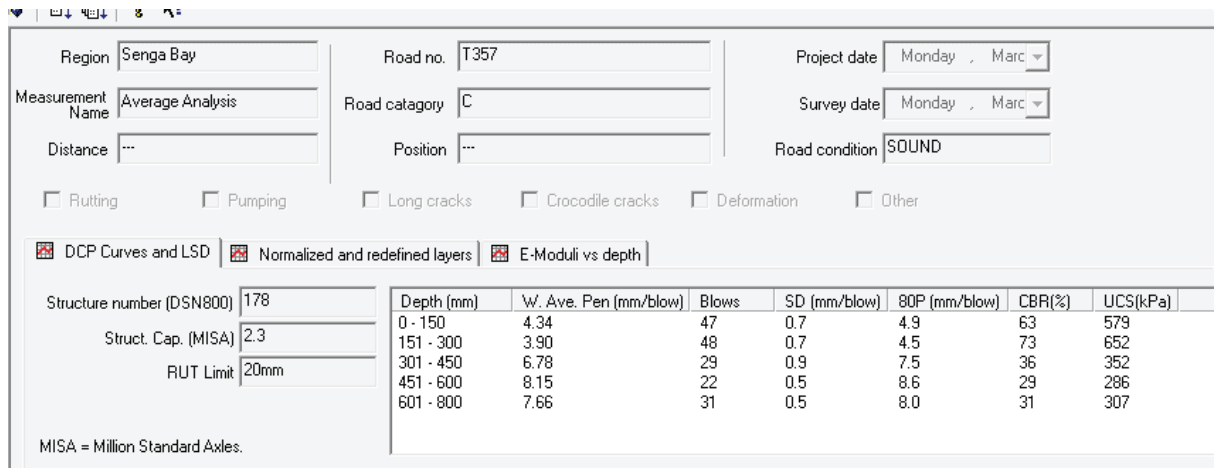 Region Senga Bay Road no. T357 Project date Monday , Marc
Measurement Name Average Analysis Road catagory C Survey date Monday , Marc
Distance --- Position --- Road condition SOUND
Rutting Pumping Long cracks Crocodile cracks Deformation Other
DCP Curves and LSD Normalized and redefined layers E-Moduli vs depth
Structure number (DSN800) 178
Struct. Cap. (MISA) 2.3
RUT Limit 20mm
MISA = Million Standard Axles.
Depth (mm) W. Ave. Pen (mm/blow) Blows SD (mm/blow) 80P (mm/blow) CBR(%) UCS(kPa)
0 - 150 4.34 47 0.7 4.9 63 579
151 - 300 3.90 48 0.7 4.5 73 652
301 - 450 6.78 29 0.9 7.5 36 352
451 - 600 8.15 22 0.5 8.6 29 286
601 - 800 7.66 31 0.5 8.0 31 307